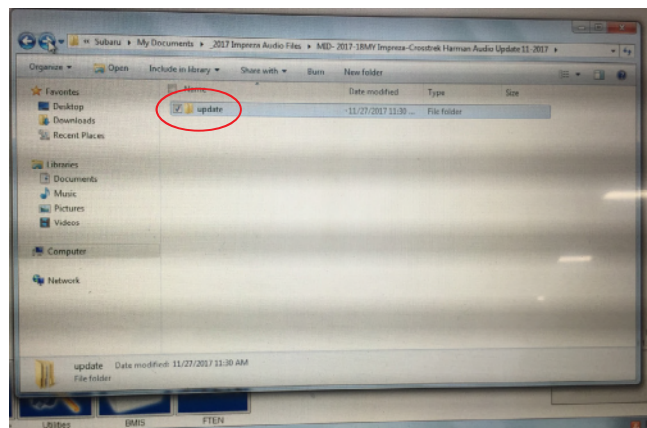 « Subaru ▸ My Documents ▸ _2017 Impreza Audio Files ▸ MID- 2017-18MY Impreza-Crosstrek Harman Audio Update 11-2017 ▸
Organize ▾ Open Include in library ▾ Share with ▾ Burn New folder
Favorites
Name Date modified Type Size
Desktop
update 11/27/2017 11:30 ... File folder
Downloads
Recent Places
Libraries
Documents
Music
Pictures
Videos
Computer
Network
update Date modified: 11/27/2017 11:30 AM
File folder
Utilities BMIS FTEN